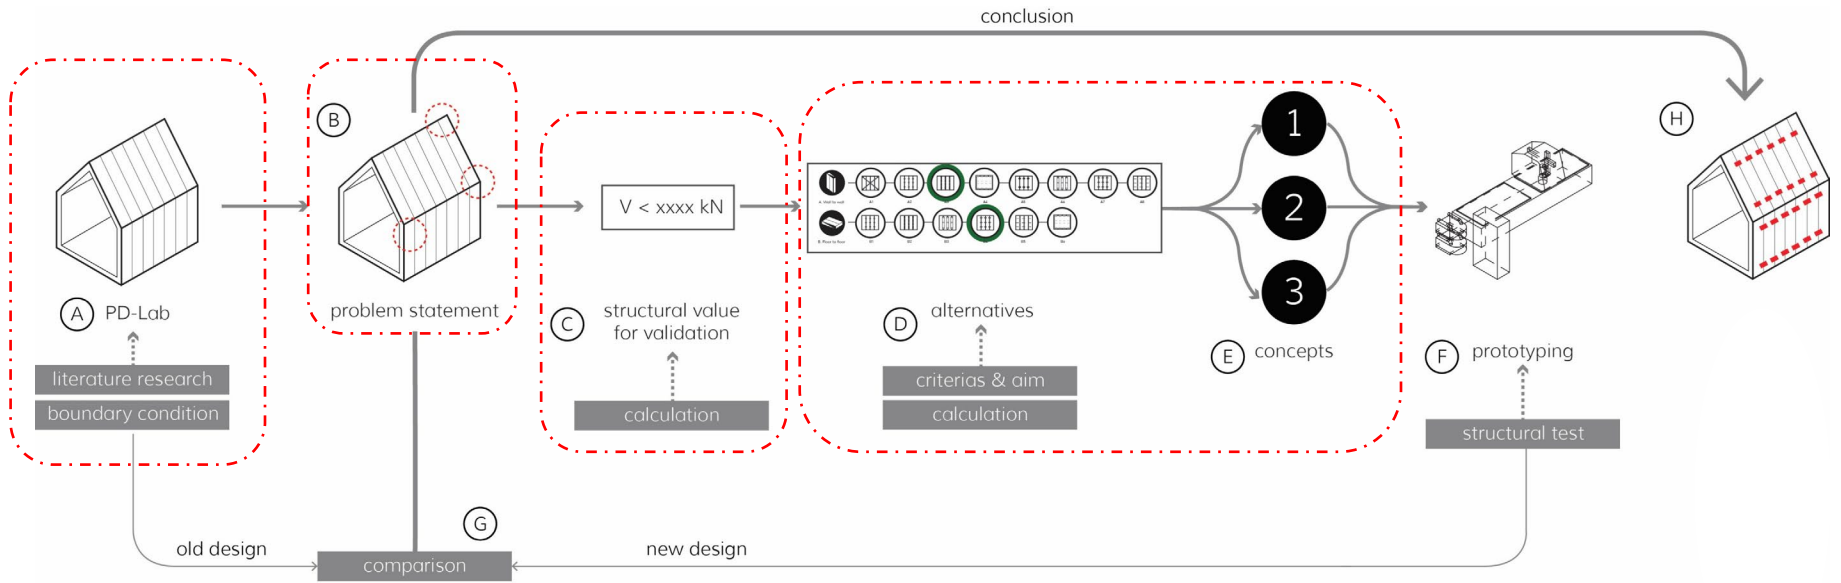 conclusion
B
H
1
2
3
V < xxxx kN
A PD-Lab
problem statement
C
structural value
for validation
D
alternatives
E concepts
F prototyping
literature research
boundary condition
calculation
criterias & aim
calculation
structural test
G
old design
comparison
new design